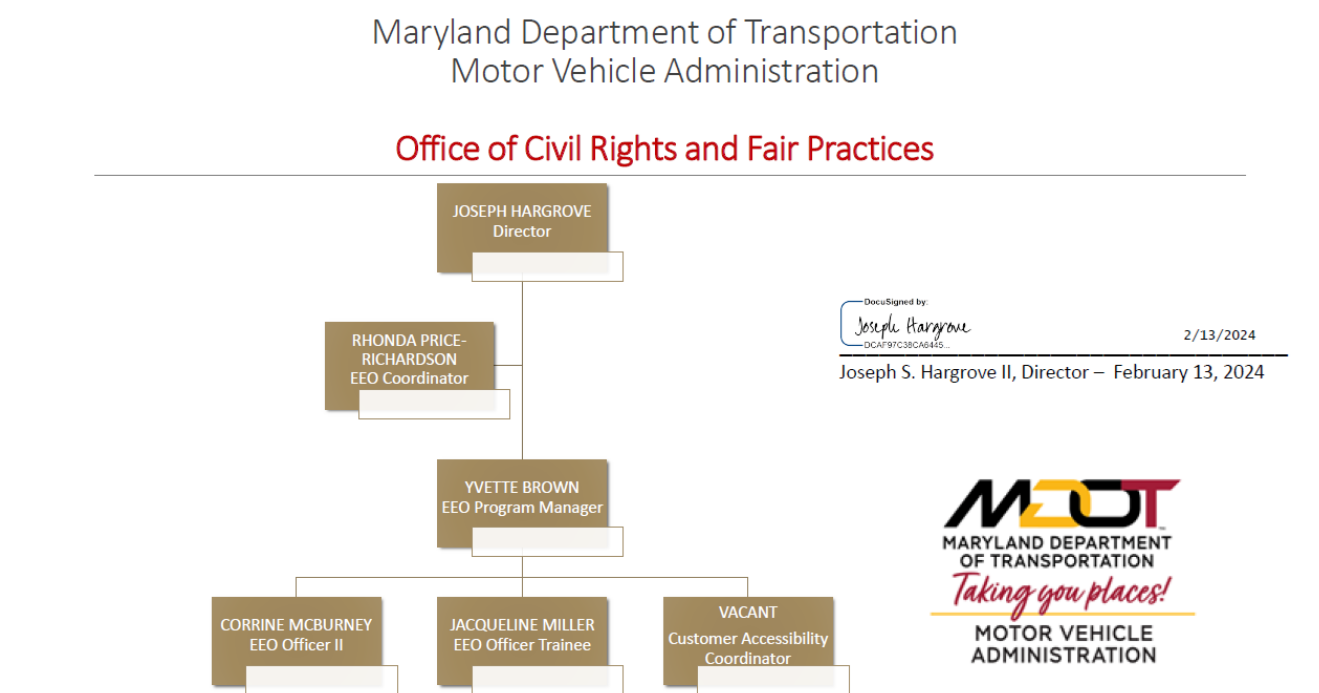 Maryland Department of Transportation
Motor Vehicle Administration
Office of Civil Rights and Fair Practices
JOSEPH HARGROVE
Director
RHONDA PRICE-
RICHARDSON
EEO Coordinator
YVETTE BROWN
EEO Program Manager
CORRINE MCBURNEY
EEO Officer II
JACQUELINE MILLER
EEO Officer Trainee
VACANT
Customer Accessibility
Coordinator
DocuSigned by:
Joseph Hargrove
DCAF97C38CA6445...
2/13/2024
Joseph S. Hargrove II, Director – February 13, 2024
MDOT
MARYLAND DEPARTMENT
OF TRANSPORTATION
Taking you places!
MOTOR VEHICLE
ADMINISTRATION